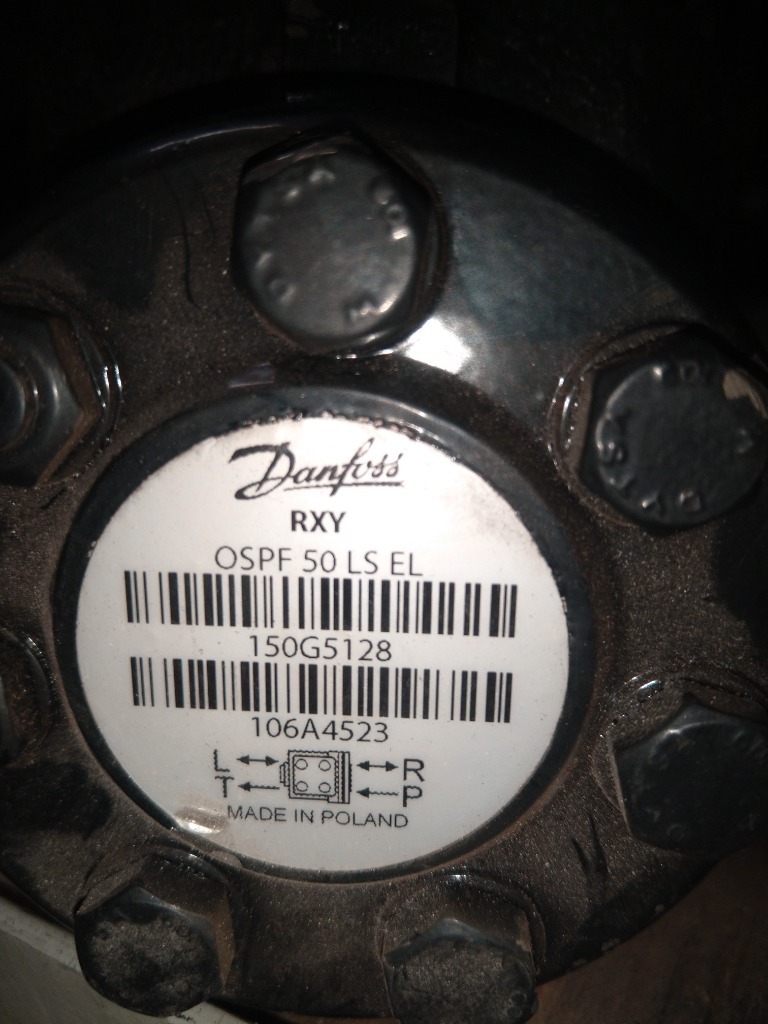 Danfoss
RXY
OSPF 50 LS EL
150G5128
106A4523
L R
T P
MADE IN POLAND